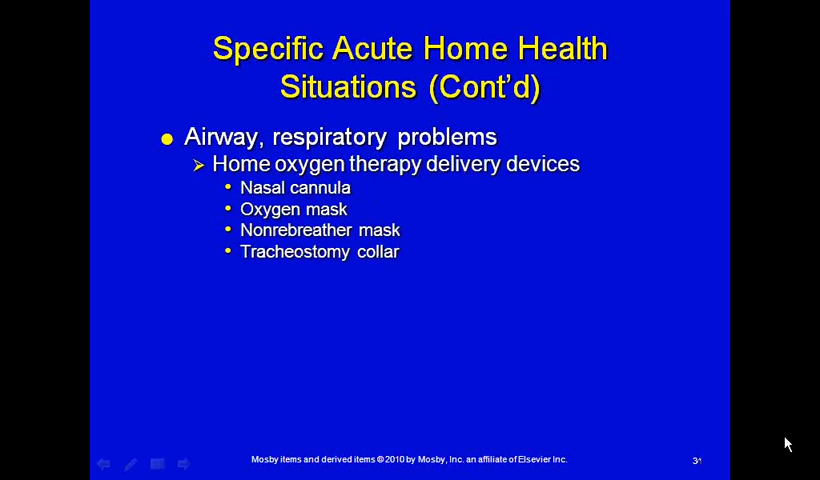 Specific Acute Home Health
Situations (Cont’d)
Airway, respiratory problems
Home oxygen therapy delivery devices
Nasal cannula
Oxygen mask
Nonrebreather mask
Tracheostomy collar
Mosby items and derived items © 2010 by Mosby, Inc. an affiliate of Elsevier Inc.
31